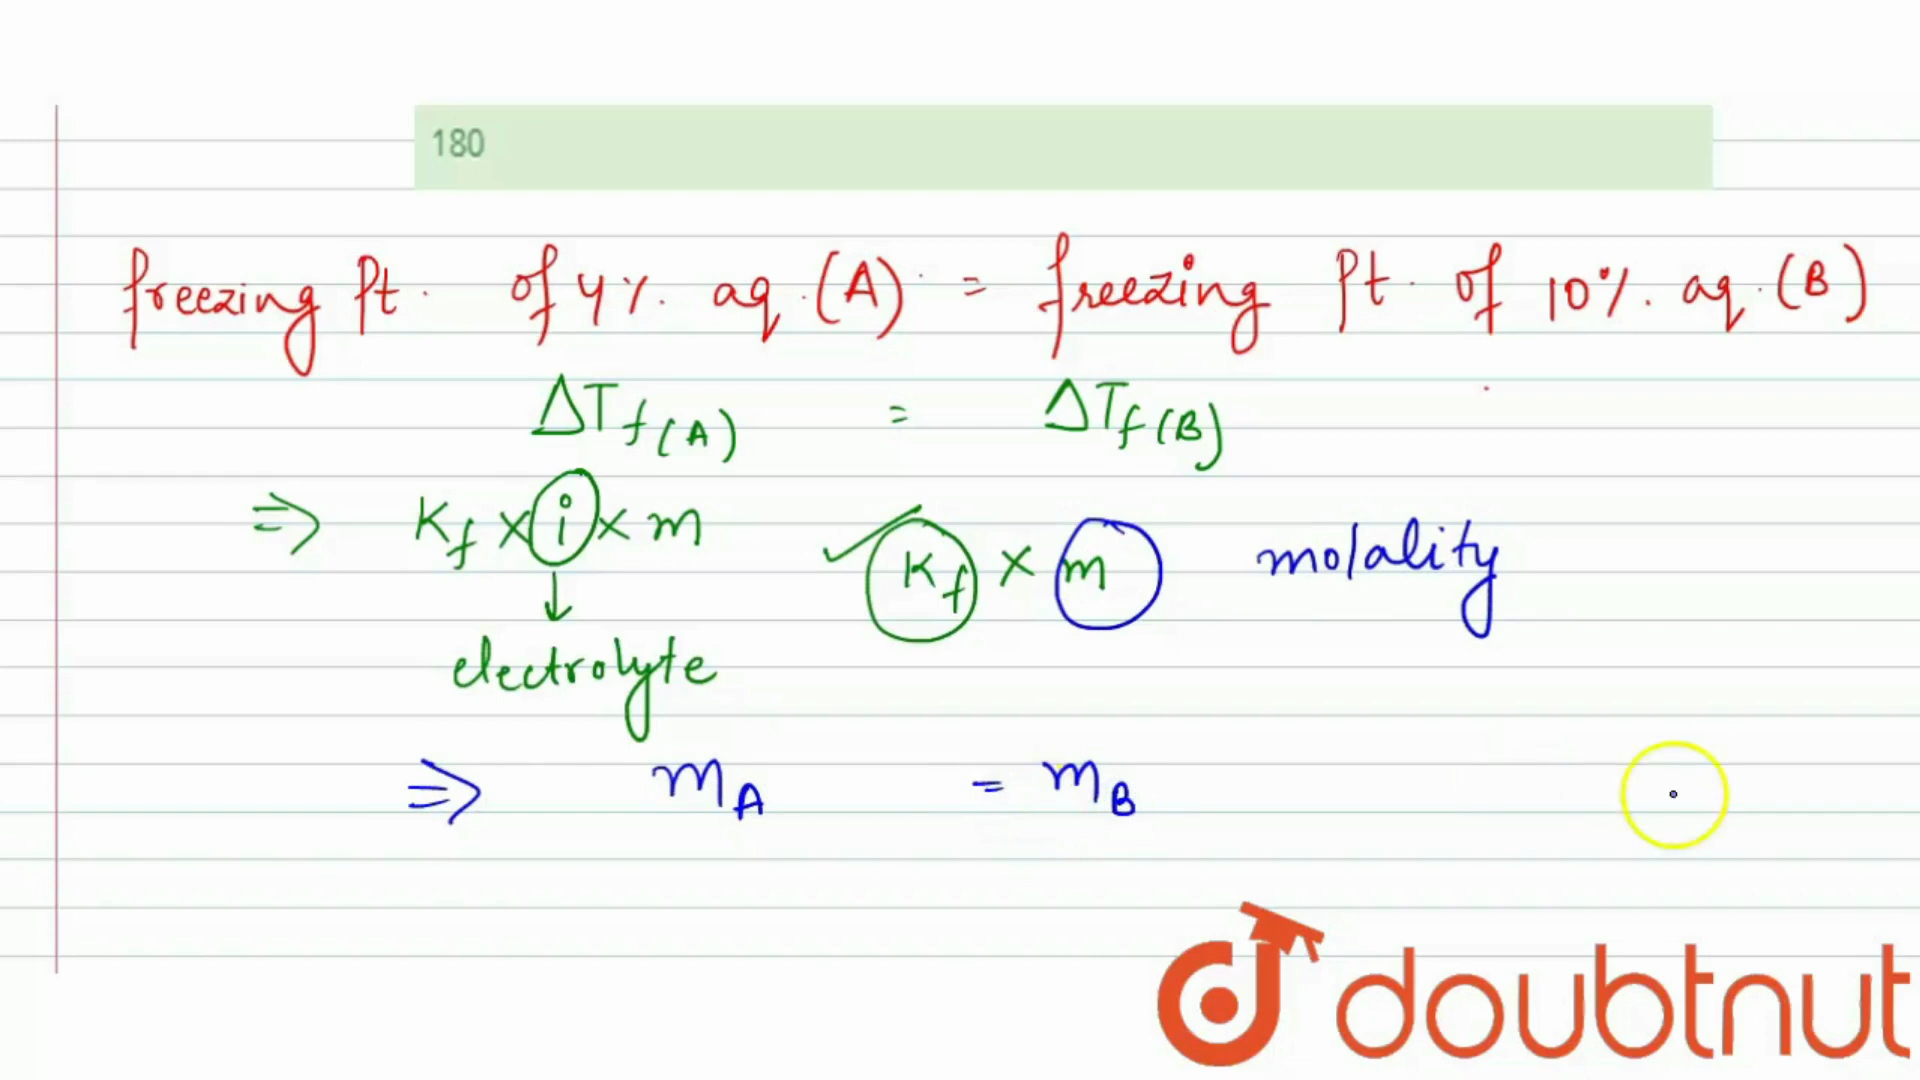 180
freezing Pt. of 4%. aq.(A) = freezing Pt. of 10%. aq.(B)
ΔTf(A) = ΔTf(B)
⇒ Kf × i × m Kf × m molality
↓
electrolyte
⇒ mA = mB
doubtnut